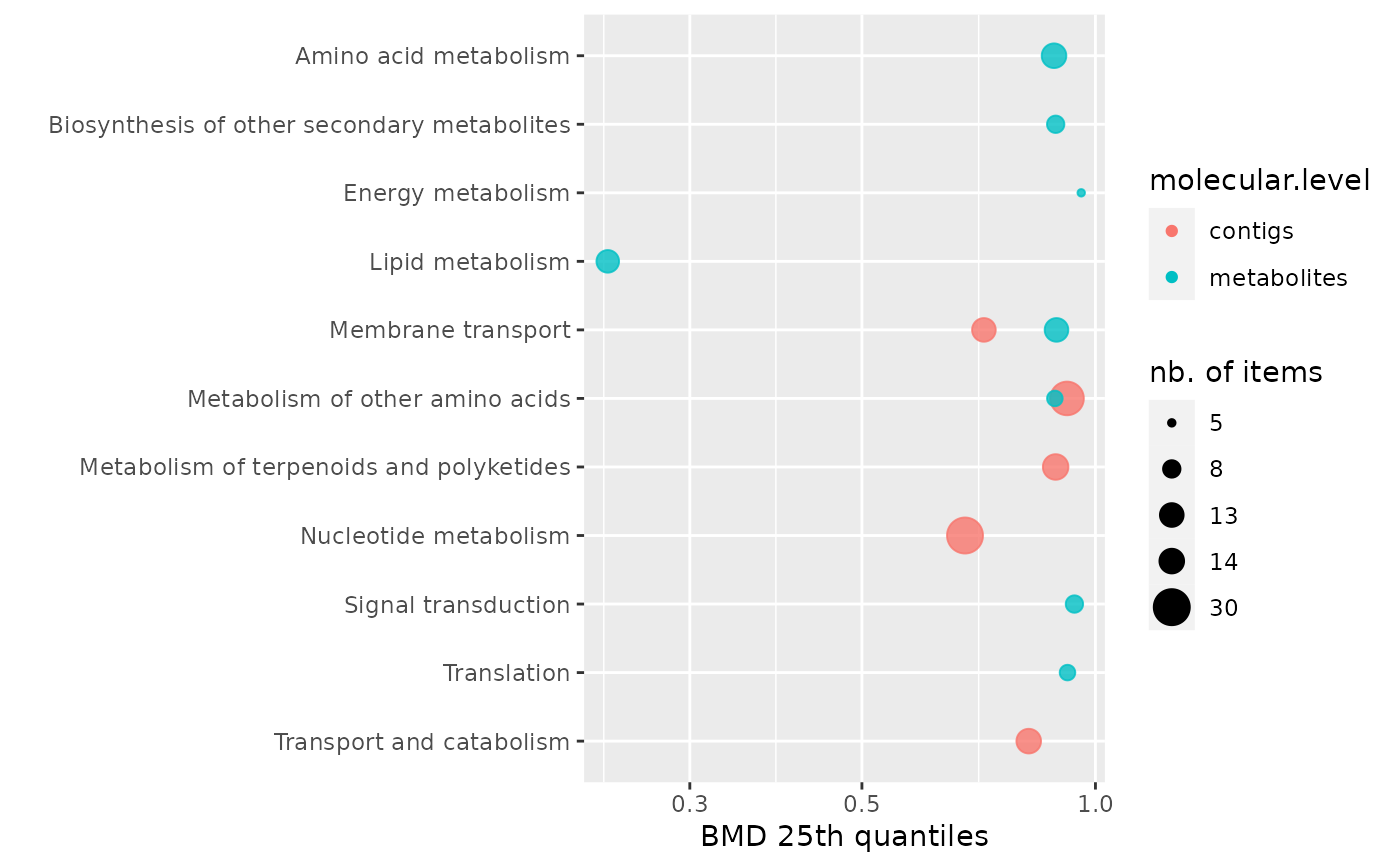 Amino acid metabolism
Biosynthesis of other secondary metabolites
Energy metabolism
Lipid metabolism
Membrane transport
Metabolism of other amino acids
Metabolism of terpenoids and polyketides
Nucleotide metabolism
Signal transduction
Translation
Transport and catabolism
0.3 0.5 1.0
BMD 25th quantiles
molecular.level
contigs
metabolites
nb. of items
5
8
13
14
30